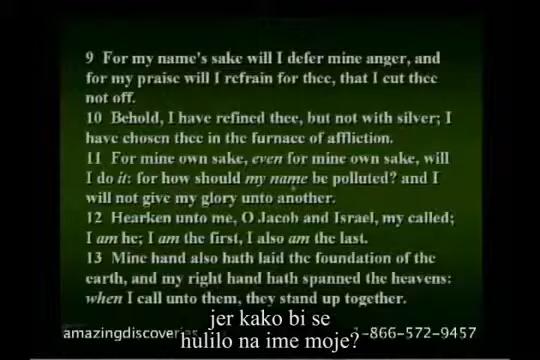 9 For my name's sake will I defer mine anger, and
for my praise will I refrain for thee, that I cut thee
not off.
10 Behold, I have refined thee, but not with silver; I
have chosen thee in the furnace of affliction.
11 For mine own sake, even for mine own sake, will
I do it: for how should my name be polluted? and I
will not give my glory unto another.
12 Hearken unto me, O Jacob and Israel, my called;
I am he; I am the first, I also am the last.
13 Mine hand also hath laid the foundation of the
earth, and my right hand hath spanned the heavens:
when I call unto them, they stand up together.
jer kako bi se
hulilo na ime moje?
-866-572-9457